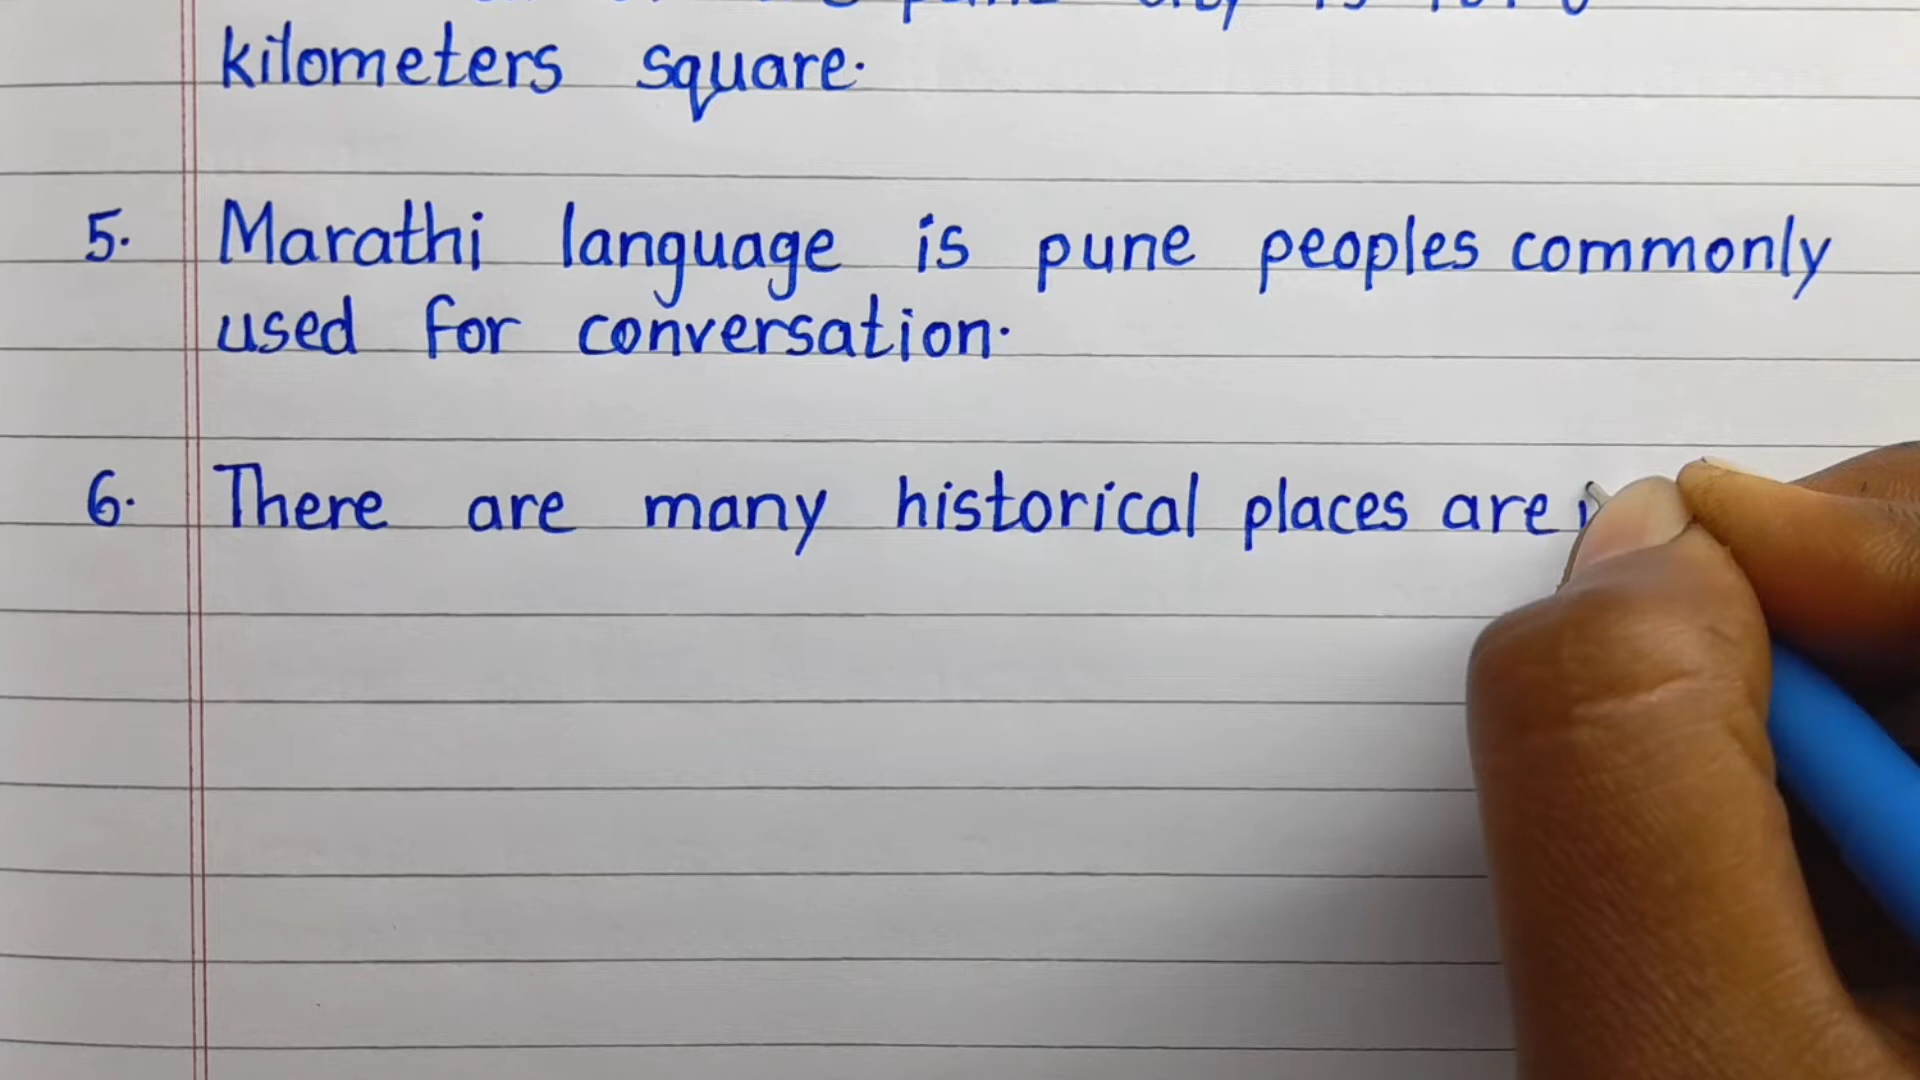 kilometers square.
5. Marathi language is pune peoples commonly
used for conversation.
6. There are many historical places are